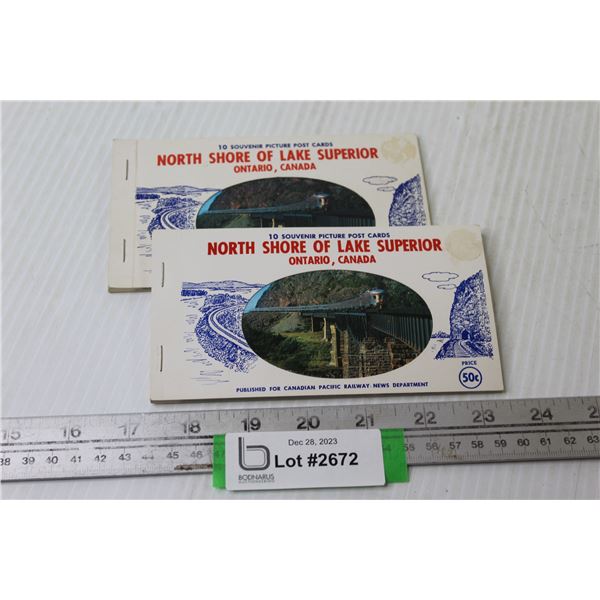 10 SOUVENIR PICTURE POST CARDS
NORTH SHORE OF LAKE SUPERIOR
ONTARIO, CANADA
10 SOUVENIR PICTURE POST CARDS
NORTH SHORE OF LAKE SUPERIOR
ONTARIO, CANADA
PRICE
50¢
PUBLISHED FOR CANADIAN PACIFIC RAILWAY NEWS DEPARTMENT
15 16 17 18 19 20 21 22 23 24 25
38 39 40 41 42 43 44 45 46 47 55 56 57 58 59 60 61 62 63
Dec 28, 2023
Lot #2672
b
BODNARUS
AUCTIONEERING